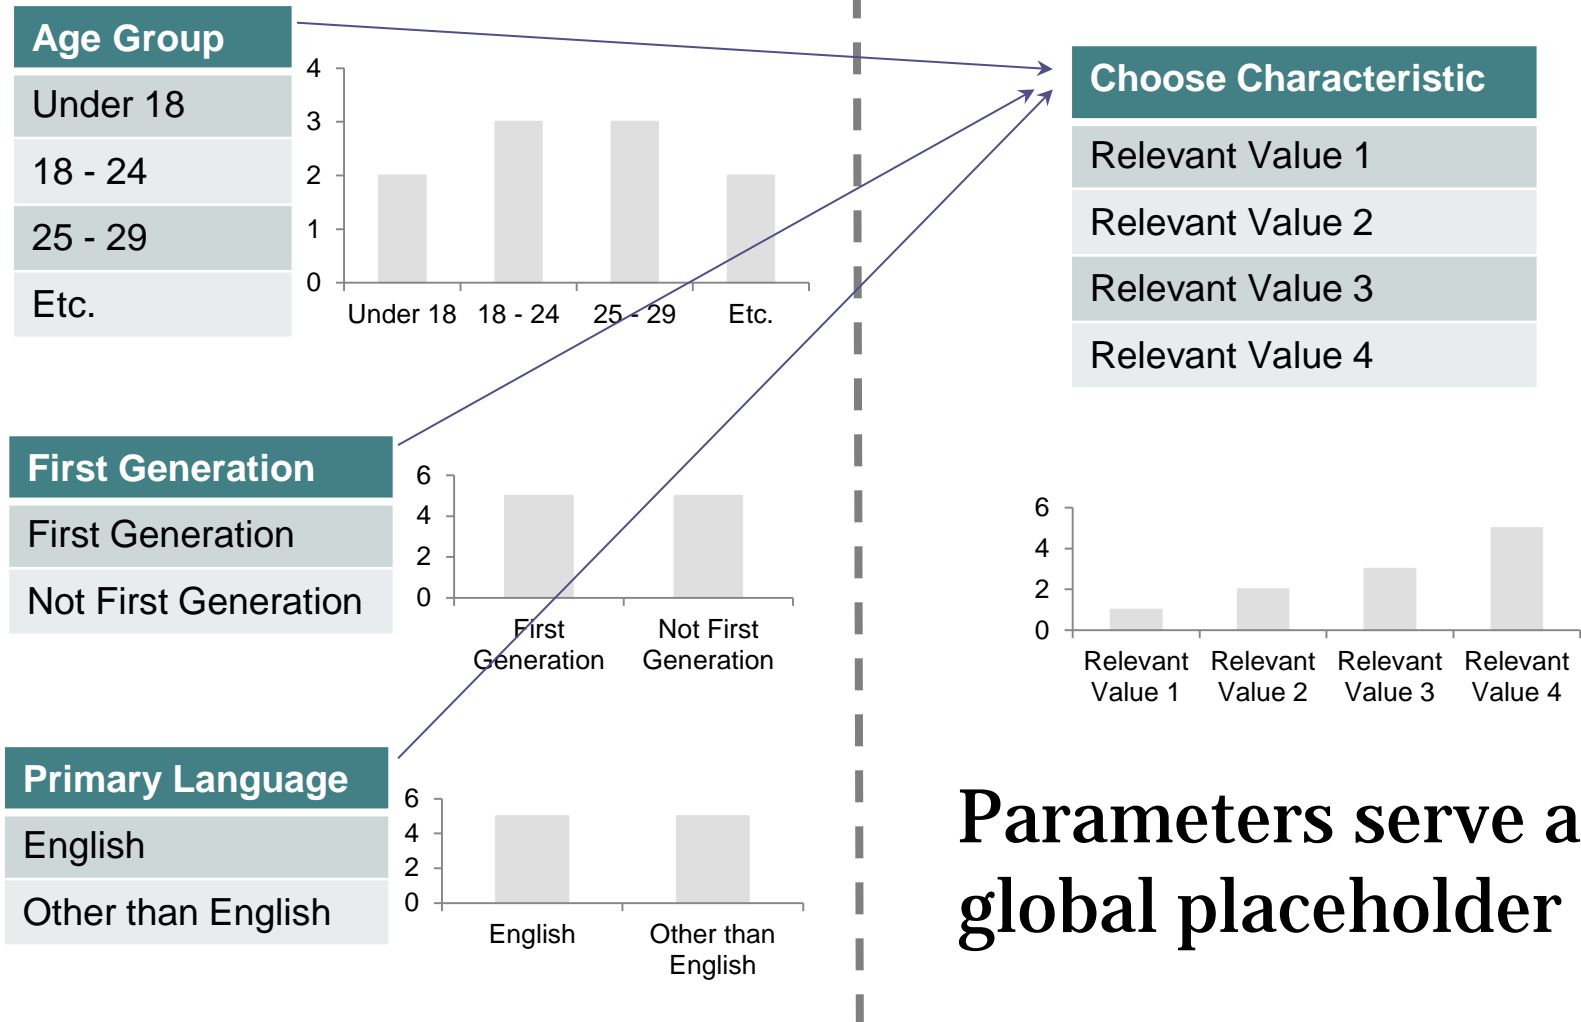 Age Group
Under 18
18 - 24
25 - 29
Etc.
4
3
2
1
0
Under 18 18 - 24 25 - 29 Etc.
First Generation
First Generation
Not First Generation
6
4
2
0
First Not First
Generation Generation
Primary Language
English
Other than English
6
4
2
0
English Other than
English
Choose Characteristic
Relevant Value 1
Relevant Value 2
Relevant Value 3
Relevant Value 4
6
4
2
0
Relevant Relevant Relevant Relevant
Value 1 Value 2 Value 3 Value 4
Parameters serve a
global placeholder